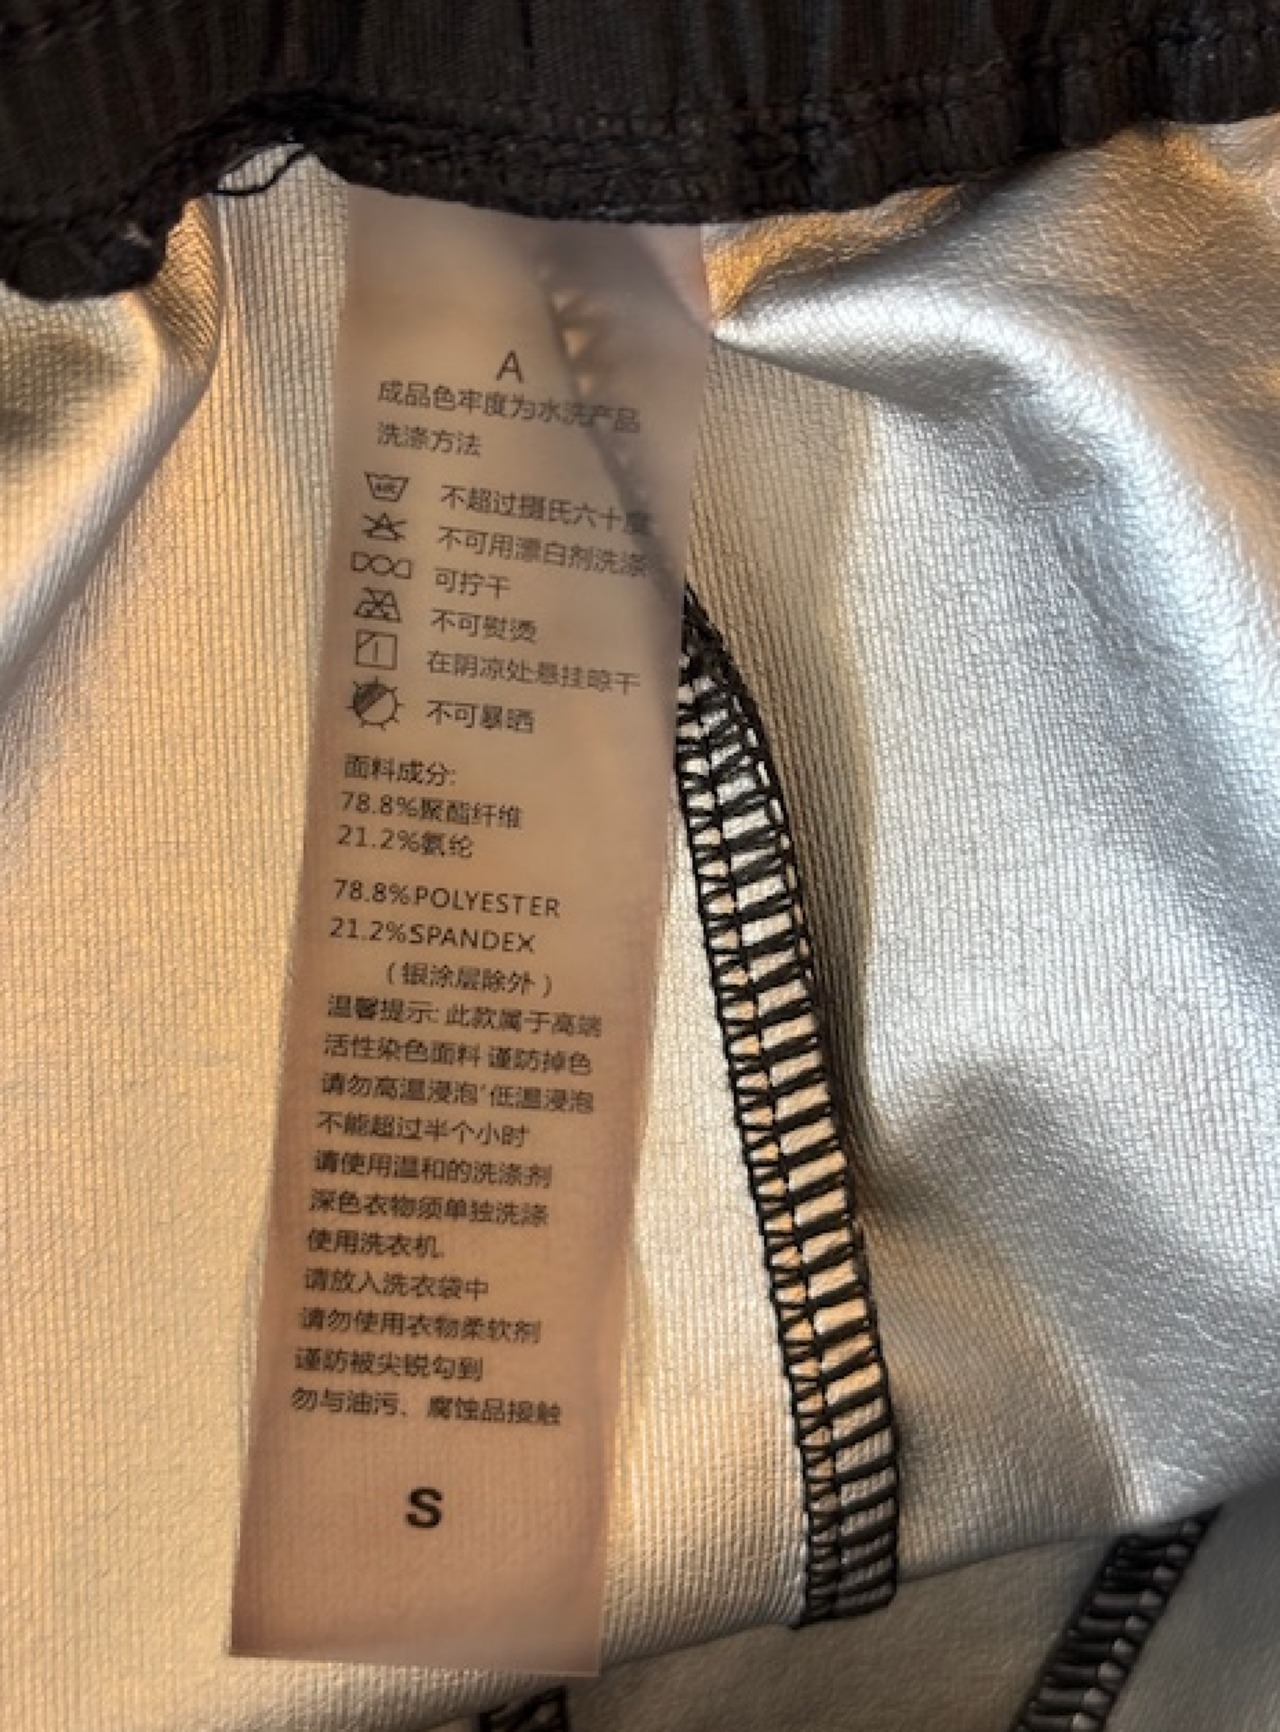 A
成品色牢度为水洗产品
洗涤方法
不超过摄氏六十度
不可用漂白剂洗涤
可拧干
不可熨烫
在阴凉处悬挂晾干
不可暴晒
面料成分:
78.8%聚酯纤维
21.2%氨纶
78.8%POLYESTER
21.2%SPANDEX
（银涂层除外）
温馨提示: 此款属于高端
活性染色面料 谨防掉色
请勿高温浸泡'低温浸泡
不能超过半个小时
请使用温和的洗涤剂
深色衣物须单独洗涤
使用洗衣机.
请放入洗衣袋中
请勿使用衣物柔软剂
谨防被尖锐勾到
勿与油污、腐蚀品接触
S